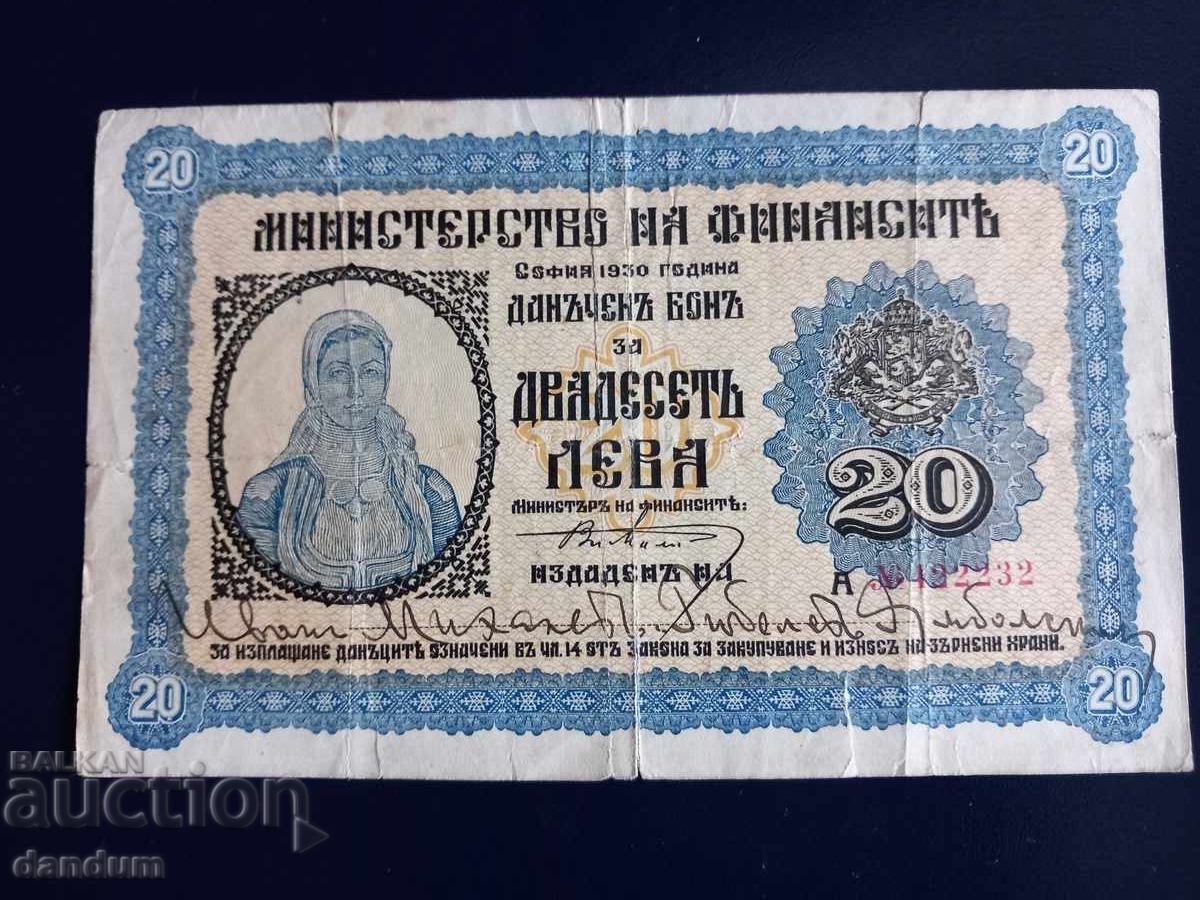 20 20
МИНИСТЕРСТВО НА ФИНАНСИТѢ
СОФИЯ 1930 ГОДИНА
ДАНЪЧЕНЪ БОНЪ
ЗА
ДВАДЕСЕТЬ
ЛЕВА
20
МИНИСТЪРЪ НА ФИНАНСИТѢ:
ИЗДАДЕНЪ НА
А №422232
Иванъ
ЗА ИЗПЛАЩАНЕ ДАНЪЦИТѢ ОЗНАЧЕНИ ВЪ ЧЛ. 14 ОТЪ ЗАКОНА ЗА ЗАКУПУВАНЕ И ИЗНОСЪ НА ЗЪРНЕНИ ХРАНИ.
20 20
BALKAN
auction
dandum